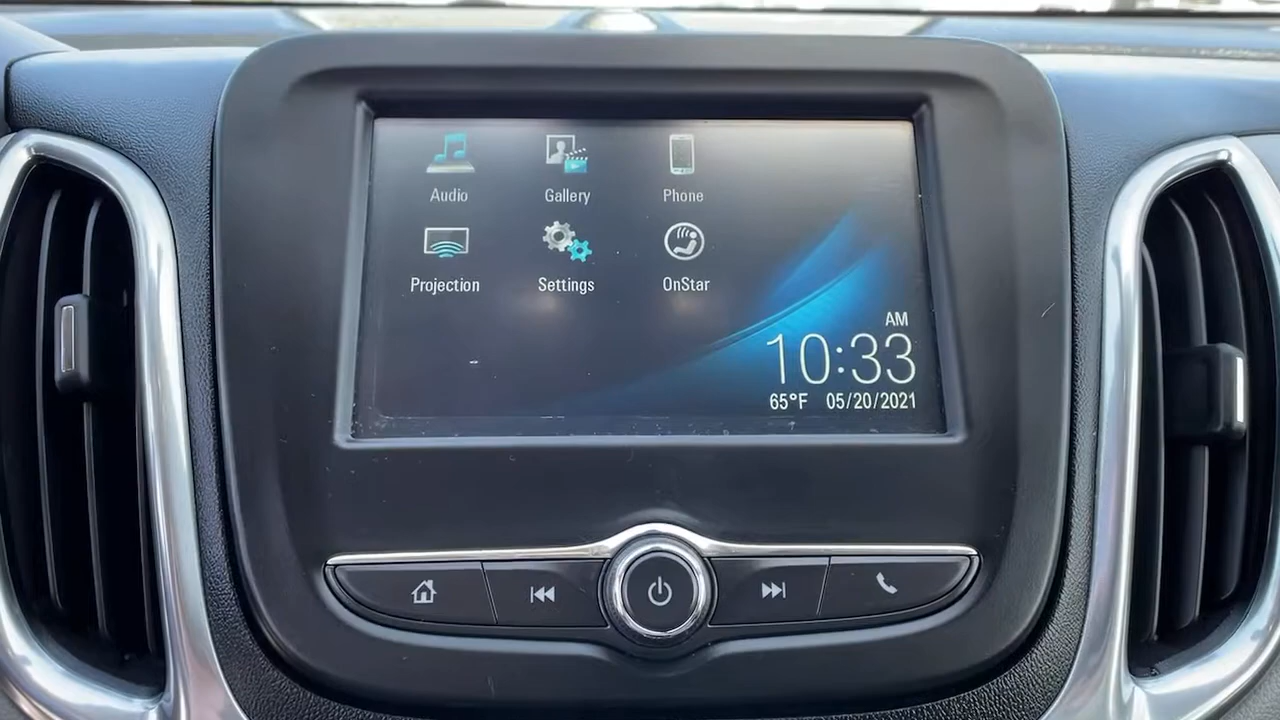 Audio Gallery Phone
Projection Settings OnStar
AM
10:33
65°F 05/20/2021